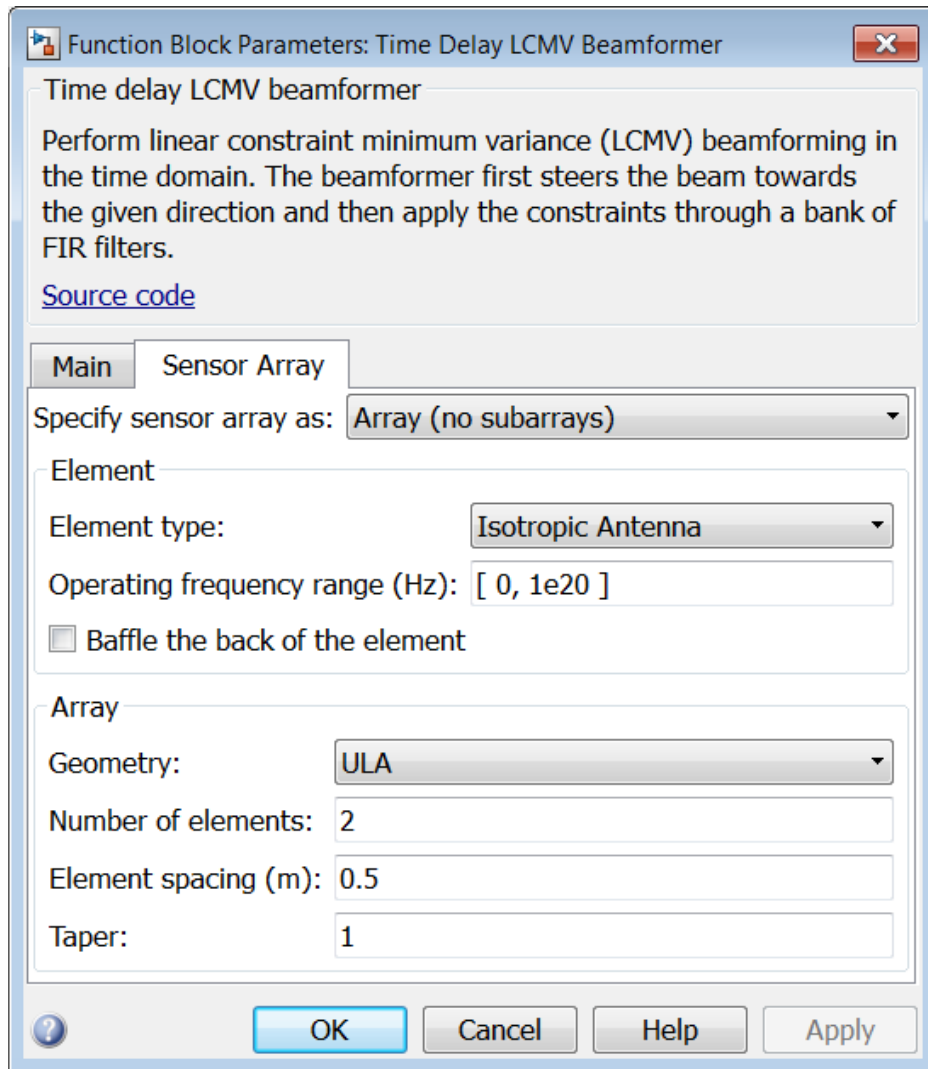 Function Block Parameters: Time Delay LCMV Beamformer
Time delay LCMV beamformer
Perform linear constraint minimum variance (LCMV) beamforming in
the time domain. The beamformer first steers the beam towards
the given direction and then apply the constraints through a bank of
FIR filters.
Source code
Main Sensor Array
Specify sensor array as: Array (no subarrays)
Element
Element type: Isotropic Antenna
Operating frequency range (Hz): [ 0, 1e20 ]
Baffle the back of the element
Array
Geometry: ULA
Number of elements: 2
Element spacing (m): 0.5
Taper: 1
? OK Cancel Help Apply